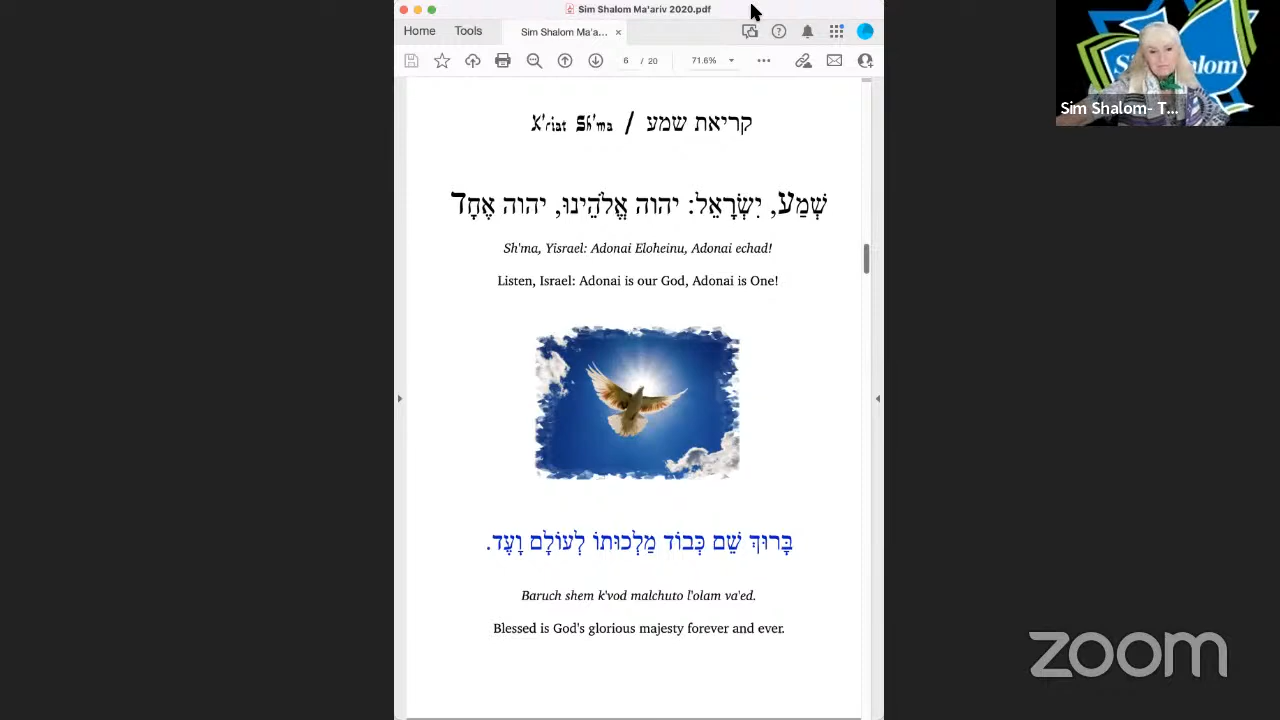 Sim Shalom Ma'ariv 2020.pdf
Home Tools Sim Shalom Ma'a... ×
6 / 20 71.6%
K'riat Sh'ma / קריאת שמע
שְׁמַע, יִשְׂרָאֵל: יהוה אֱלֹהֵינוּ, יהוה אֶחָד
Sh'ma, Yisrael: Adonai Eloheinu, Adonai echad!
Listen, Israel: Adonai is our God, Adonai is One!
בָּרוּךְ שֵׁם כְּבוֹד מַלְכוּתוֹ לְעוֹלָם וָעֶד.
Baruch shem k'vod malchuto l'olam va'ed.
Blessed is God's glorious majesty forever and ever.
Sim Shalom- T...
zoom